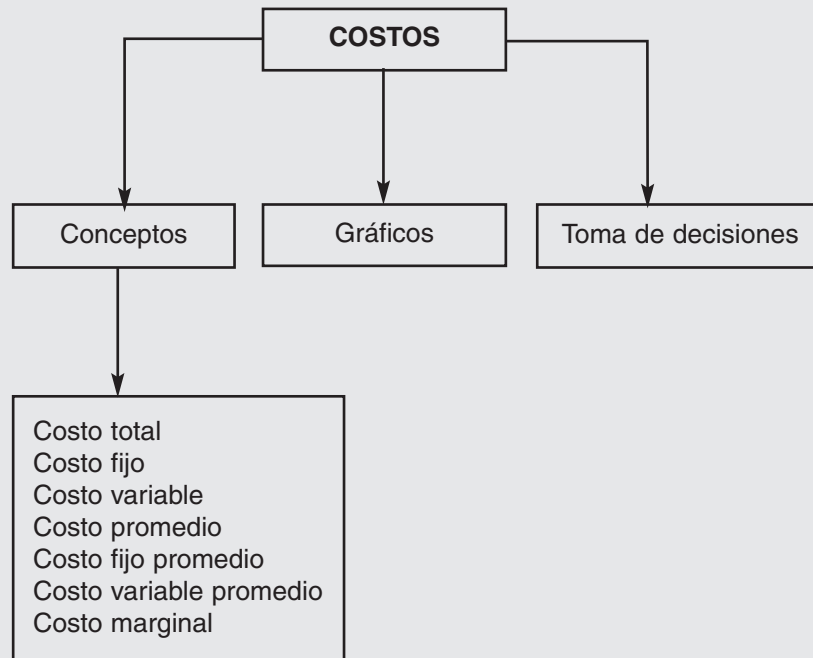 COSTOS
Conceptos
Gráficos
Toma de decisiones
Costo total
Costo fijo
Costo variable
Costo promedio
Costo fijo promedio
Costo variable promedio
Costo marginal